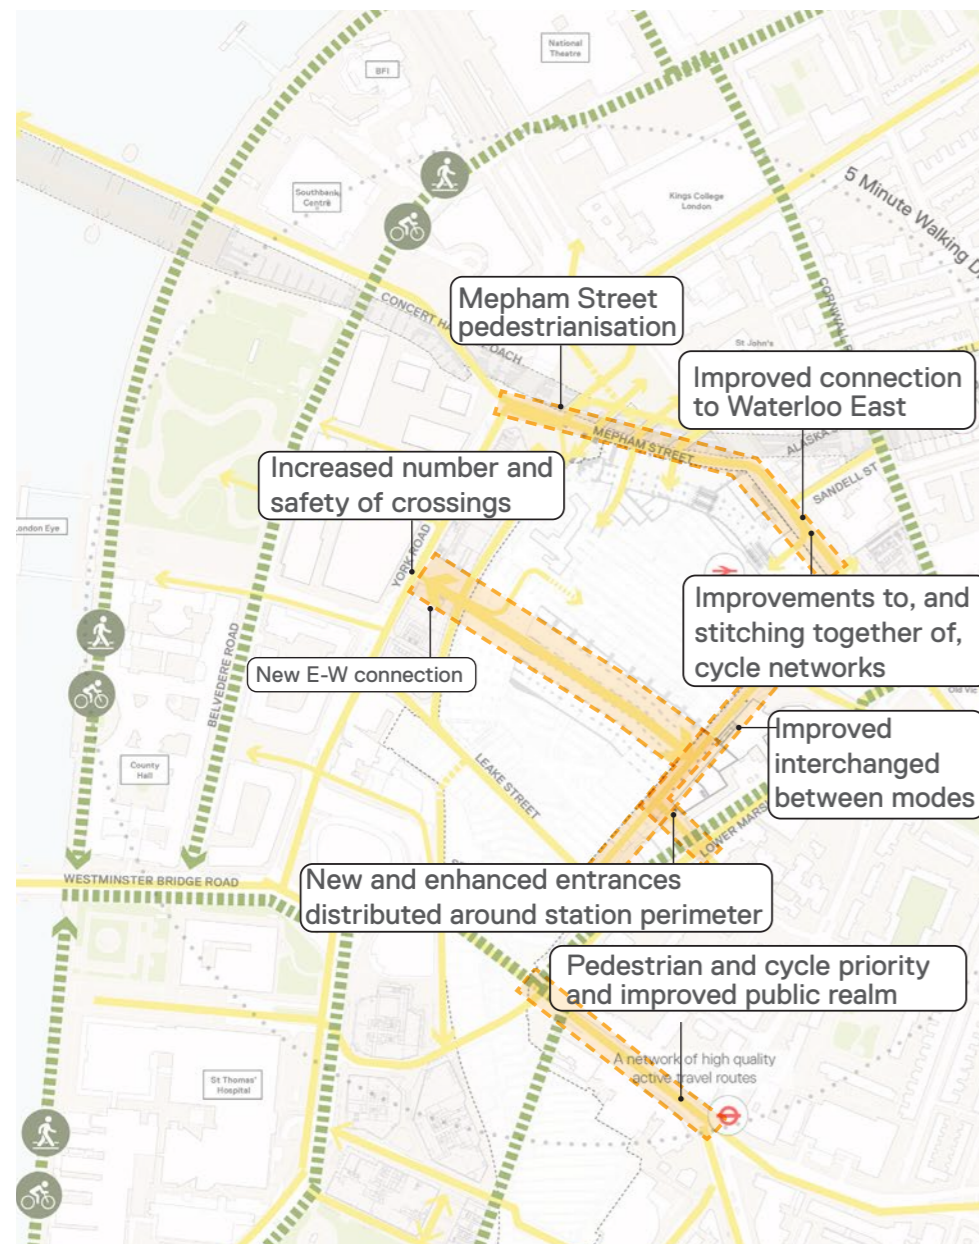 National
Theatre
BFI
Southbank
Centre
Kings College
London
5 Minute Walking D
CONCERT HA
OACH
CORNWALL R
Mepham Street
pedestrianisation
St John's
ELL
Improved connection
to Waterloo East
MEPHAM STREET
ALASKA S
SANDELL ST
Increased number and
safety of crossings
London Eye
YORK ROAD
Improvements to, and
stitching together of,
cycle networks
New E-W connection
BELVEDERE ROAD
Old Vic
Improved
interchanged
between modes
County
Hall
LEAKE STREET
LOWER MARS
WESTMINSTER BRIDGE ROAD
New and enhanced entrances
distributed around station perimeter
Pedestrian and cycle priority
and improved public realm
A network of high quality
active travel routes
St Thomas'
Hospital